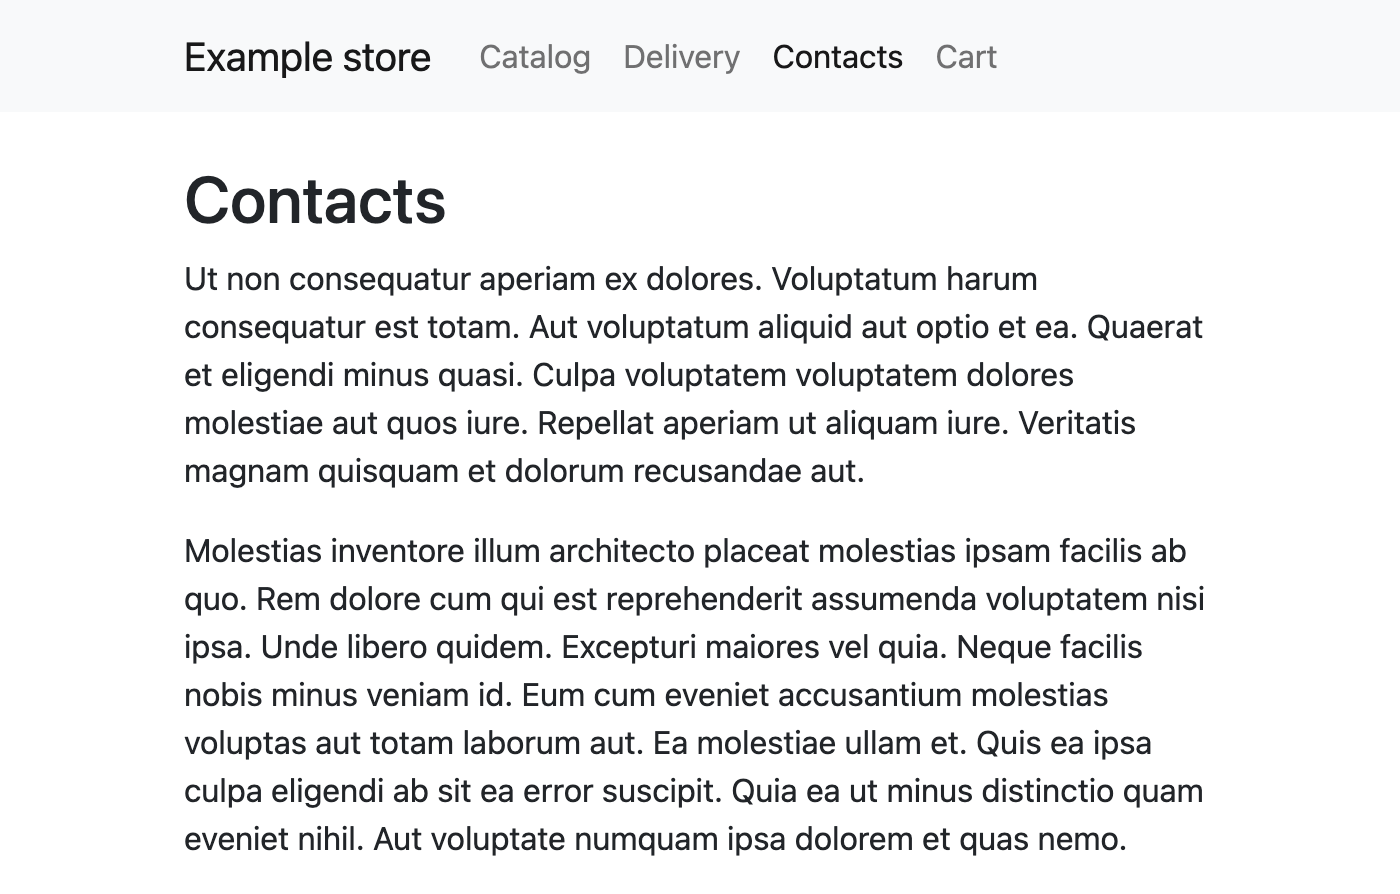 Example store Catalog Delivery Contacts Cart
Contacts
Ut non consequatur aperiam ex dolores. Voluptatum harum
consequatur est totam. Aut voluptatum aliquid aut optio et ea. Quaerat
et eligendi minus quasi. Culpa voluptatem voluptatem dolores
molestiae aut quos iure. Repellat aperiam ut aliquam iure. Veritatis
magnam quisquam et dolorum recusandae aut.
Molestias inventore illum architecto placeat molestias ipsam facilis ab
quo. Rem dolore cum qui est reprehenderit assumenda voluptatem nisi
ipsa. Unde libero quidem. Excepturi maiores vel quia. Neque facilis
nobis minus veniam id. Eum cum eveniet accusantium molestias
voluptas aut totam laborum aut. Ea molestiae ullam et. Quis ea ipsa
culpa eligendi ab sit ea error suscipit. Quia ea ut minus distinctio quam
eveniet nihil. Aut voluptate numquam ipsa dolorem et quas nemo.